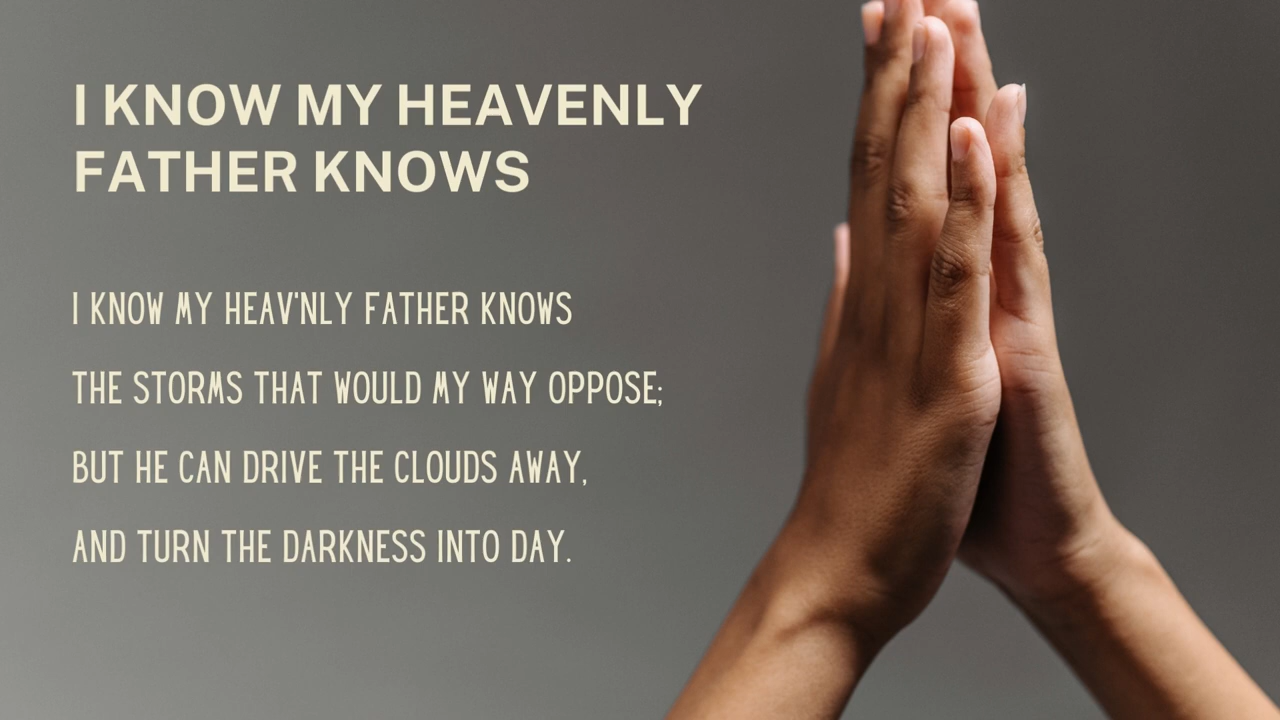 I KNOW MY HEAVENLY
FATHER KNOWS
I KNOW MY HEAV'NLY FATHER KNOWS
THE STORMS THAT WOULD MY WAY OPPOSE;
BUT HE CAN DRIVE THE CLOUDS AWAY,
AND TURN THE DARKNESS INTO DAY.